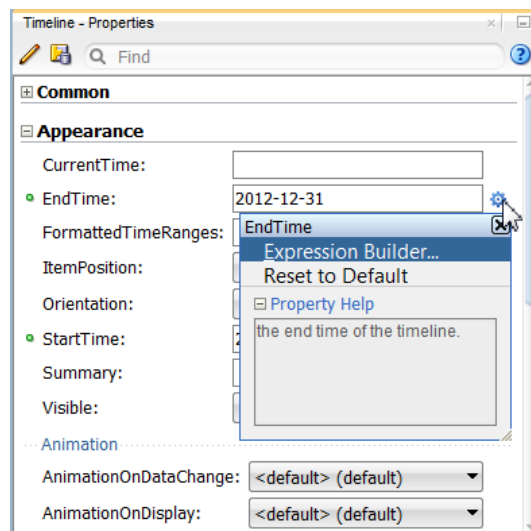 Timeline - Properties
Find
Common
Appearance
CurrentTime:
EndTime: 2012-12-31
EndTime
FormattedTimeRanges:
Expression Builder...
ItemPosition:
Reset to Default
Orientation:
Property Help
StartTime:
the end time of the timeline.
Summary:
Visible:
Animation
AnimationOnDataChange: <default> (default)
AnimationOnDisplay: <default> (default)